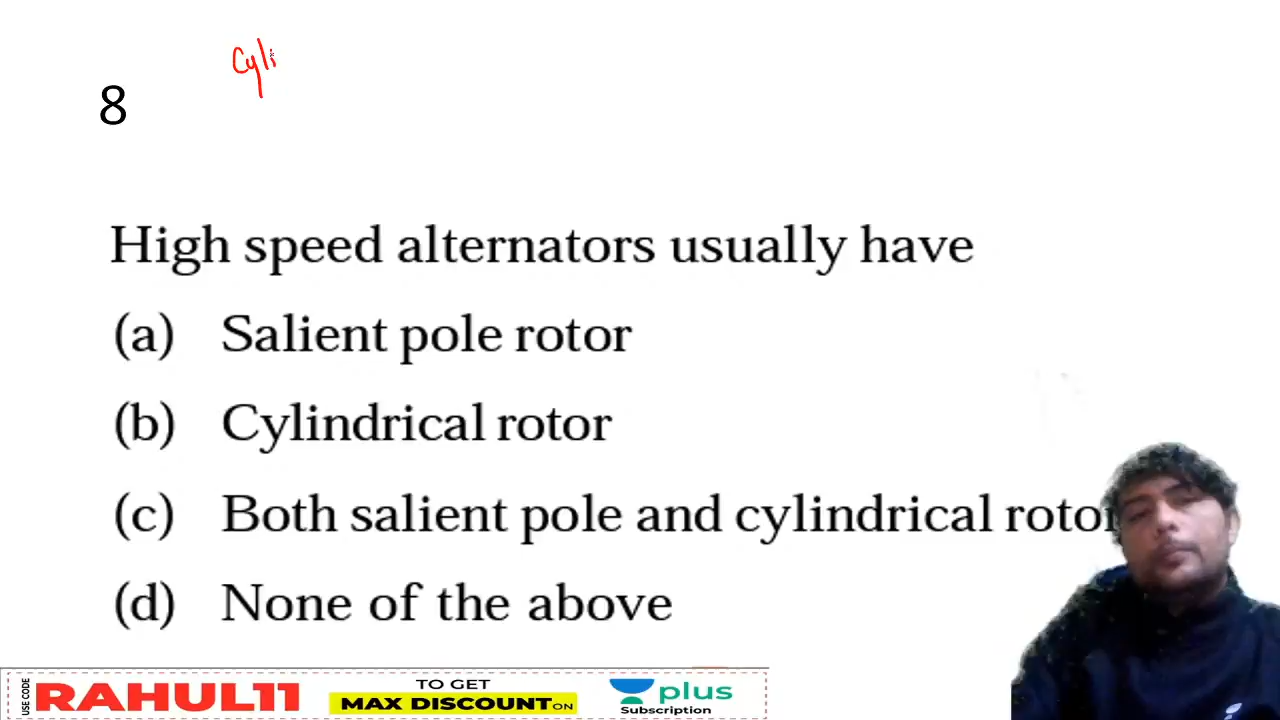 Cyli
8
High speed alternators usually have
(a) Salient pole rotor
(b) Cylindrical rotor
(c) Both salient pole and cylindrical rotor
(d) None of the above
USE CODE
RAHUL11
TO GET
MAX DISCOUNT ON
plus
Subscription